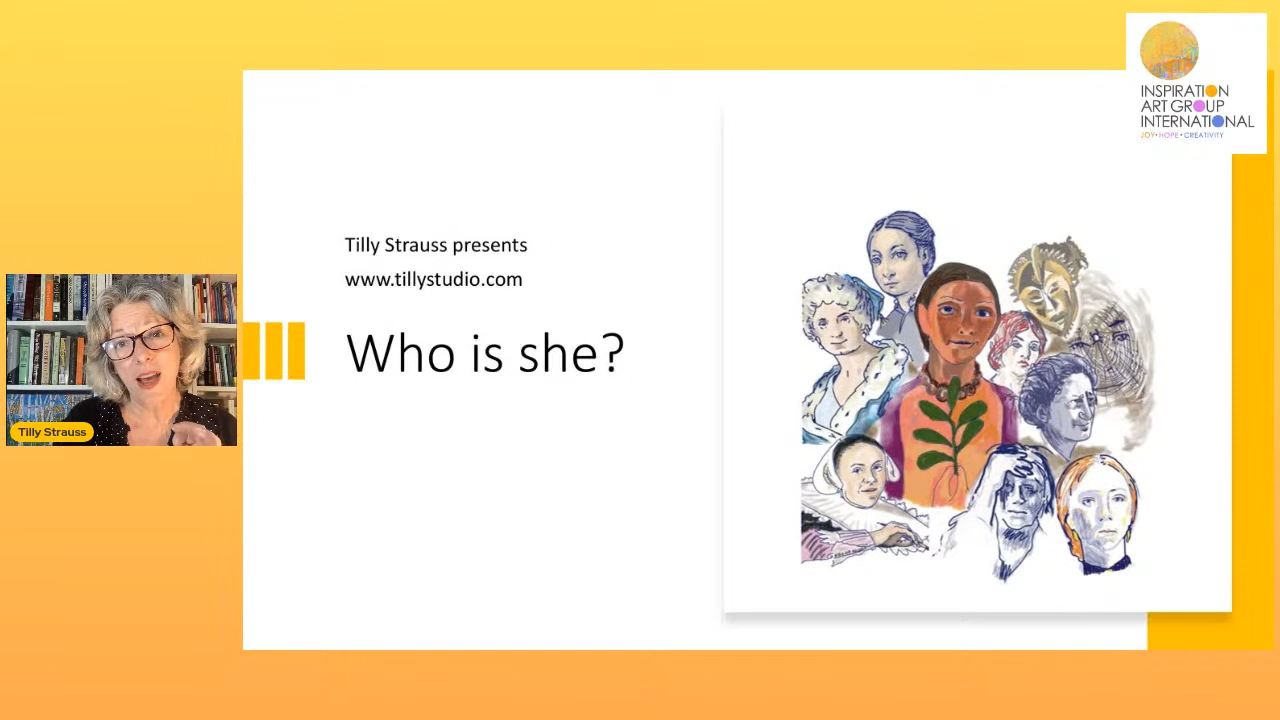 INSPIRATION
ART GROUP
INTERNATIONAL
JOY•HOPE•CREATIVITY
Tilly Strauss presents
www.tillystudio.com
Who is she?
Tilly Strauss